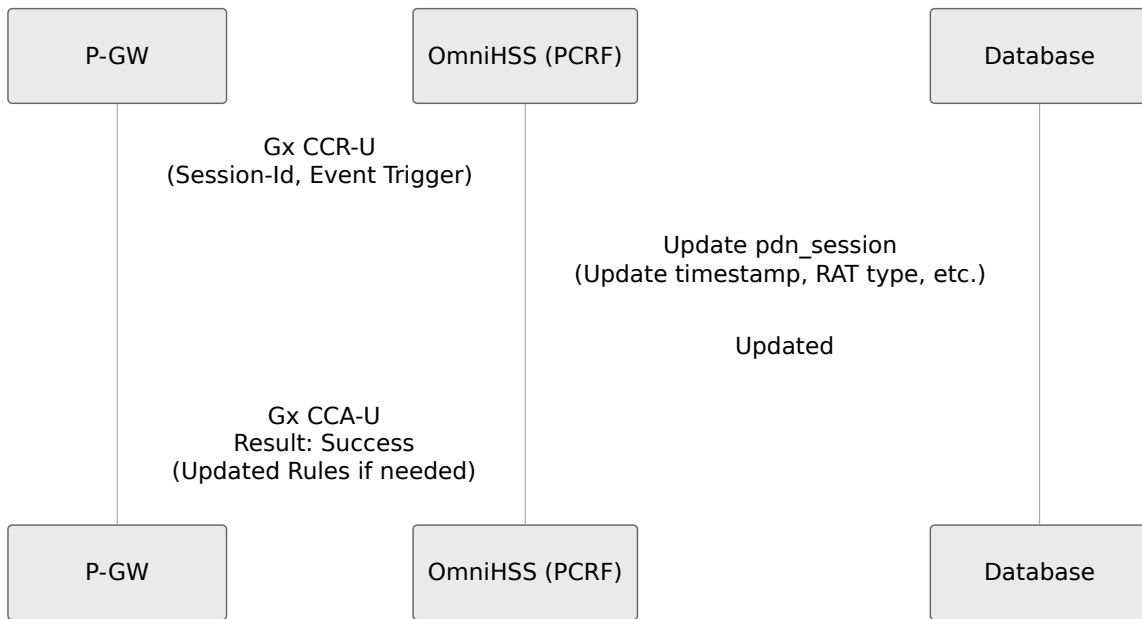 P-GW
OmniHSS (PCRF)
Database
Gx CCR-U
(Session-Id, Event Trigger)
Update pdn_session
(Update timestamp, RAT type, etc.)
Updated
Gx CCA-U
Result: Success
(Updated Rules if needed)
P-GW
OmniHSS (PCRF)
Database